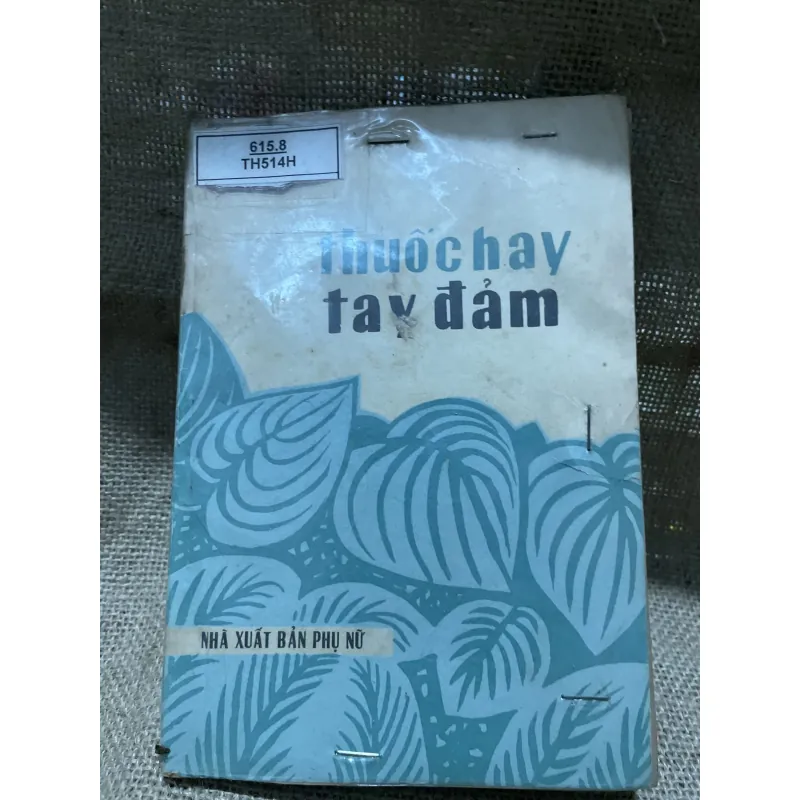 615.8
TH514H
thuốc hay
tay đảm
NHÀ XUẤT BẢN PHỤ NỮ